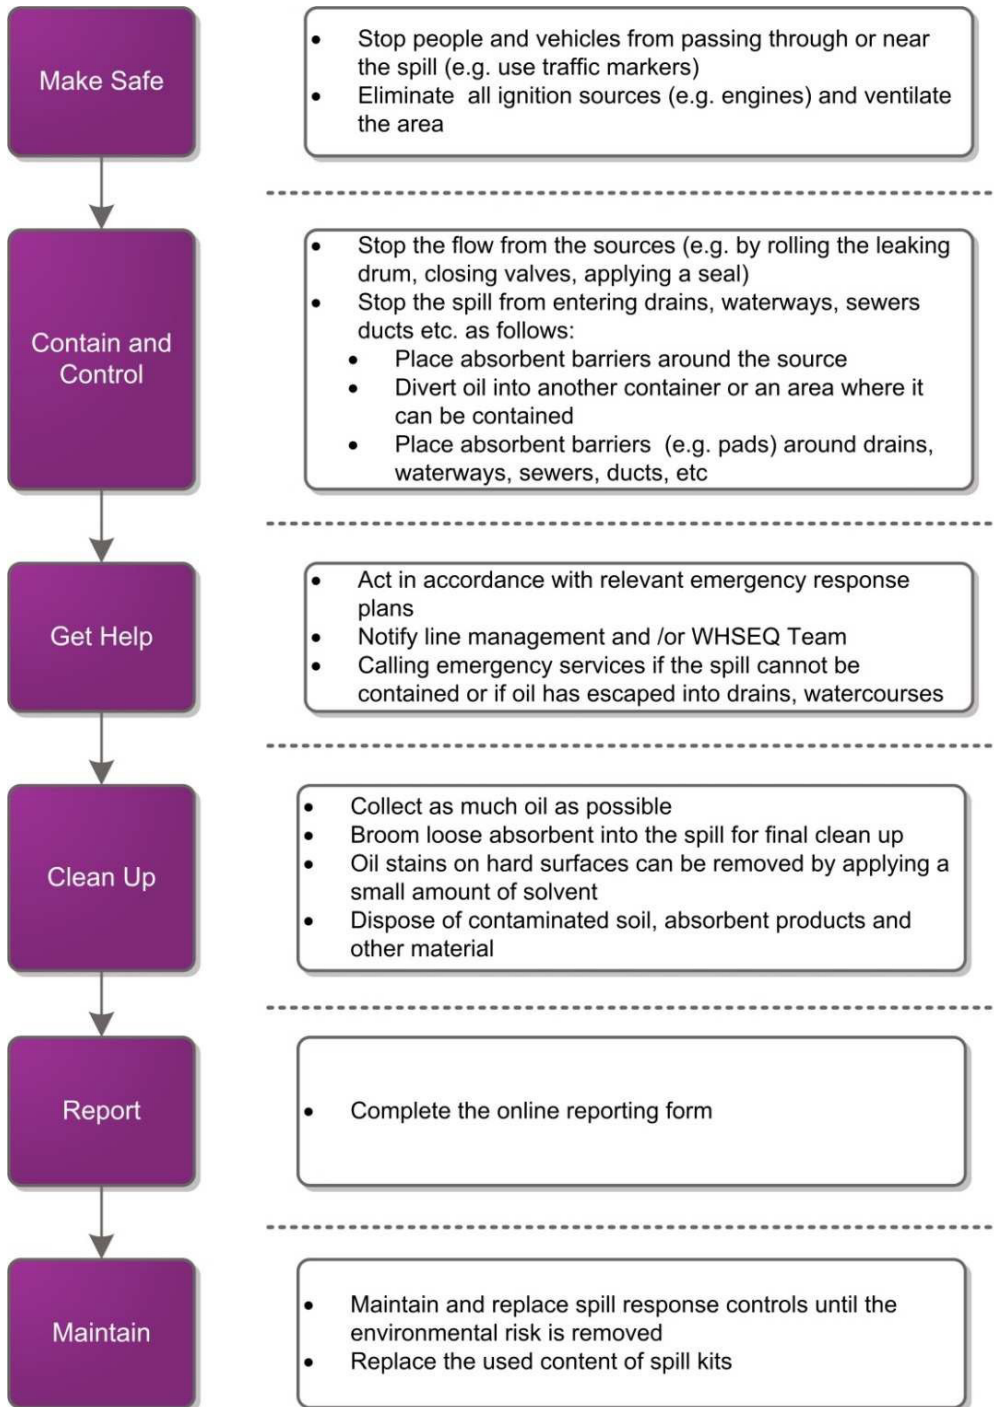 Make Safe
• Stop people and vehicles from passing through or near
the spill (e.g. use traffic markers)
• Eliminate  all ignition sources (e.g. engines) and ventilate
the area
Contain and
Control
• Stop the flow from the sources (e.g. by rolling the leaking
drum, closing valves, applying a seal)
• Stop the spill from entering drains, waterways, sewers
ducts etc. as follows:
• Place absorbent barriers around the source
• Divert oil into another container or an area where it
can be contained
• Place absorbent barriers  (e.g. pads) around drains,
waterways, sewers, ducts, etc
Get Help
• Act in accordance with relevant emergency response
plans
• Notify line management and /or WHSEQ Team
• Calling emergency services if the spill cannot be
contained or if oil has escaped into drains, watercourses
Clean Up
• Collect as much oil as possible
• Broom loose absorbent into the spill for final clean up
• Oil stains on hard surfaces can be removed by applying a
small amount of solvent
• Dispose of contaminated soil, absorbent products and
other material
Report
• Complete the online reporting form
Maintain
• Maintain and replace spill response controls until the
environmental risk is removed
• Replace the used content of spill kits